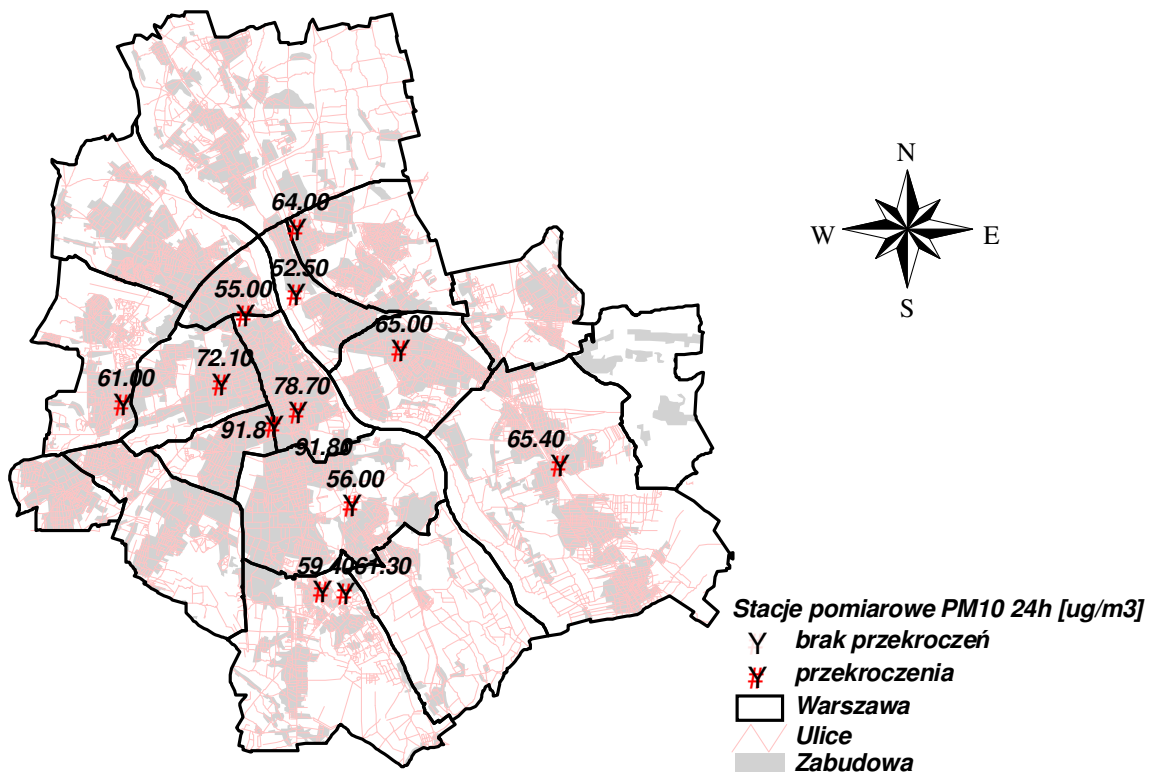 N
W
E
S
64.00
52.50
55.00
65.00
72.10
61.00
78.70
91.8
91.80
65.40
56.00
59.40
61.30
Stacje pomiarowe PM10 24h [ug/m3]
brak przekroczeń
przekroczenia
Warszawa
Ulice
Zabudowa